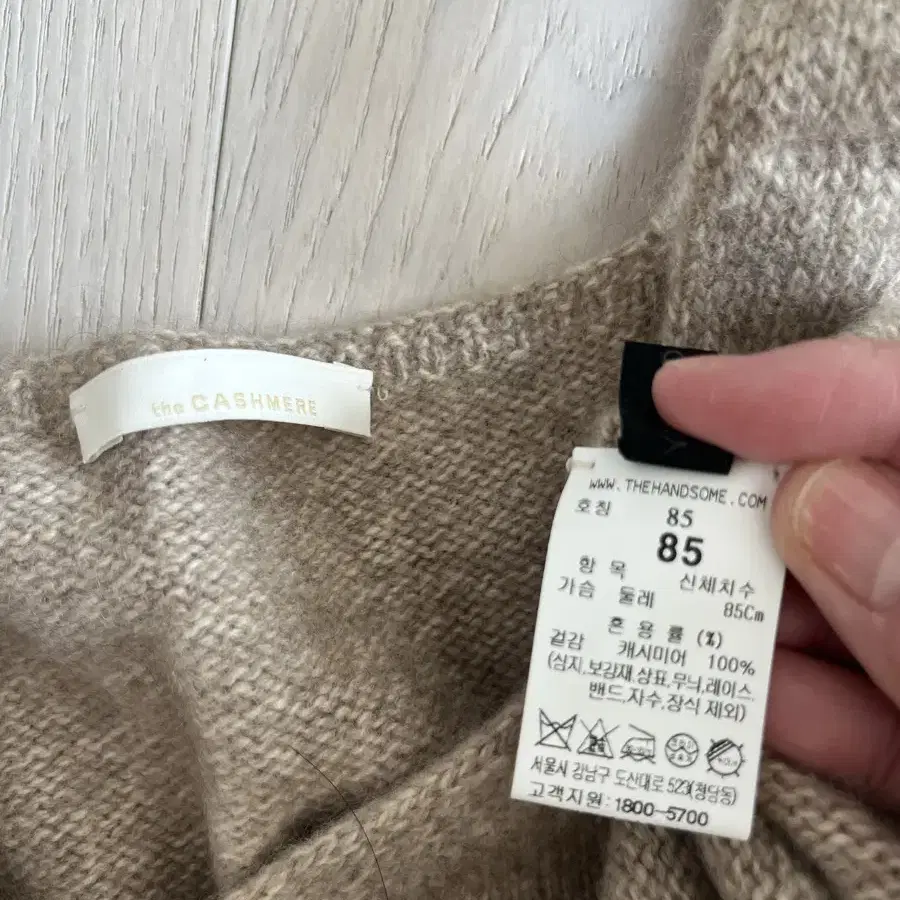 the CASHMERE
WWW.THEHANDSOME.COM
호칭 85
85
항 목 신체치수
가슴 둘레 85Cm
혼 용 률 (%)
겉감 캐시미어 100%
(심지,보강재,상표,무늬,레이스,
밴드,자수,장식 제외)
서울시 강남구 도산대로 523(청담동)
고객지원:1800-5700